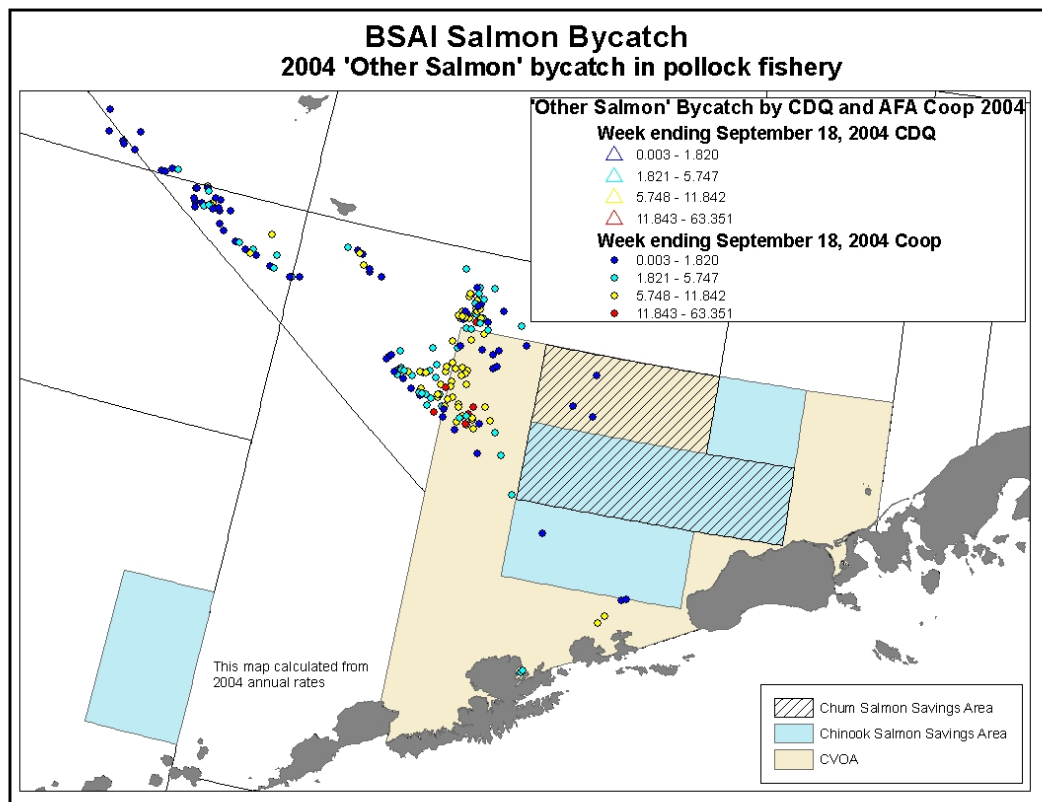 BSAI Salmon Bycatch
2004 'Other Salmon' bycatch in pollock fishery
'Other Salmon' Bycatch by CDQ and AFA Coop 2004
Week ending September 18, 2004 CDQ
0.003 - 1.820
1.821 - 5.747
5.748 - 11.842
11.843 - 63.351
Week ending September 18, 2004 Coop
0.003 - 1.820
1.821 - 5.747
5.748 - 11.842
11.843 - 63.351
This map calculated from
2004 annual rates
Chum Salmon Savings Area
Chinook Salmon Savings Area
CVOA